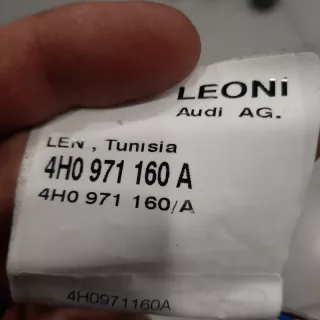 LEONI
Audi AG.
LEN , Tunisia
4H0 971 160 A
4H0 971 160/A
4H0971160A